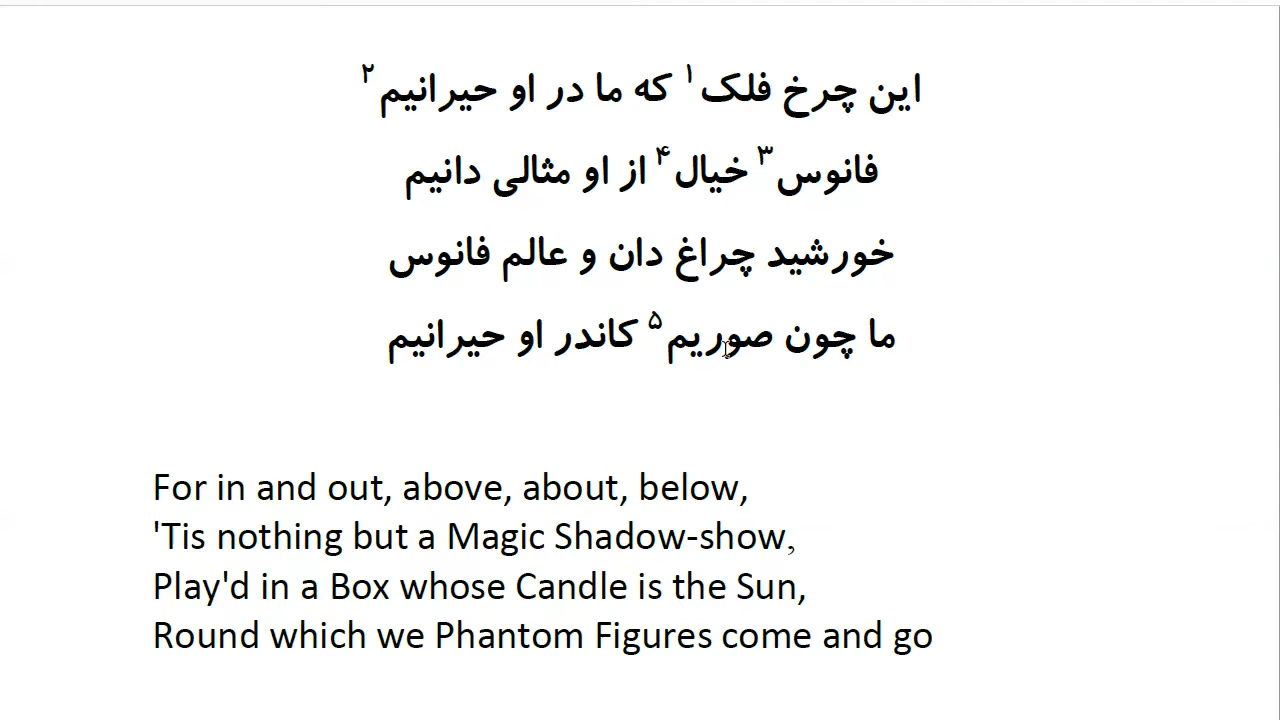 این چرخ فلک۱ که ما در او حیرانیم۲
فانوس۳ خیال۴ از او مثالی دانیم
خورشید چراغ دان و عالم فانوس
ما چون صوریم۵ کاندر او حیرانیم
For in and out, above, about, below,
'Tis nothing but a Magic Shadow-show,
Play'd in a Box whose Candle is the Sun,
Round which we Phantom Figures come and go